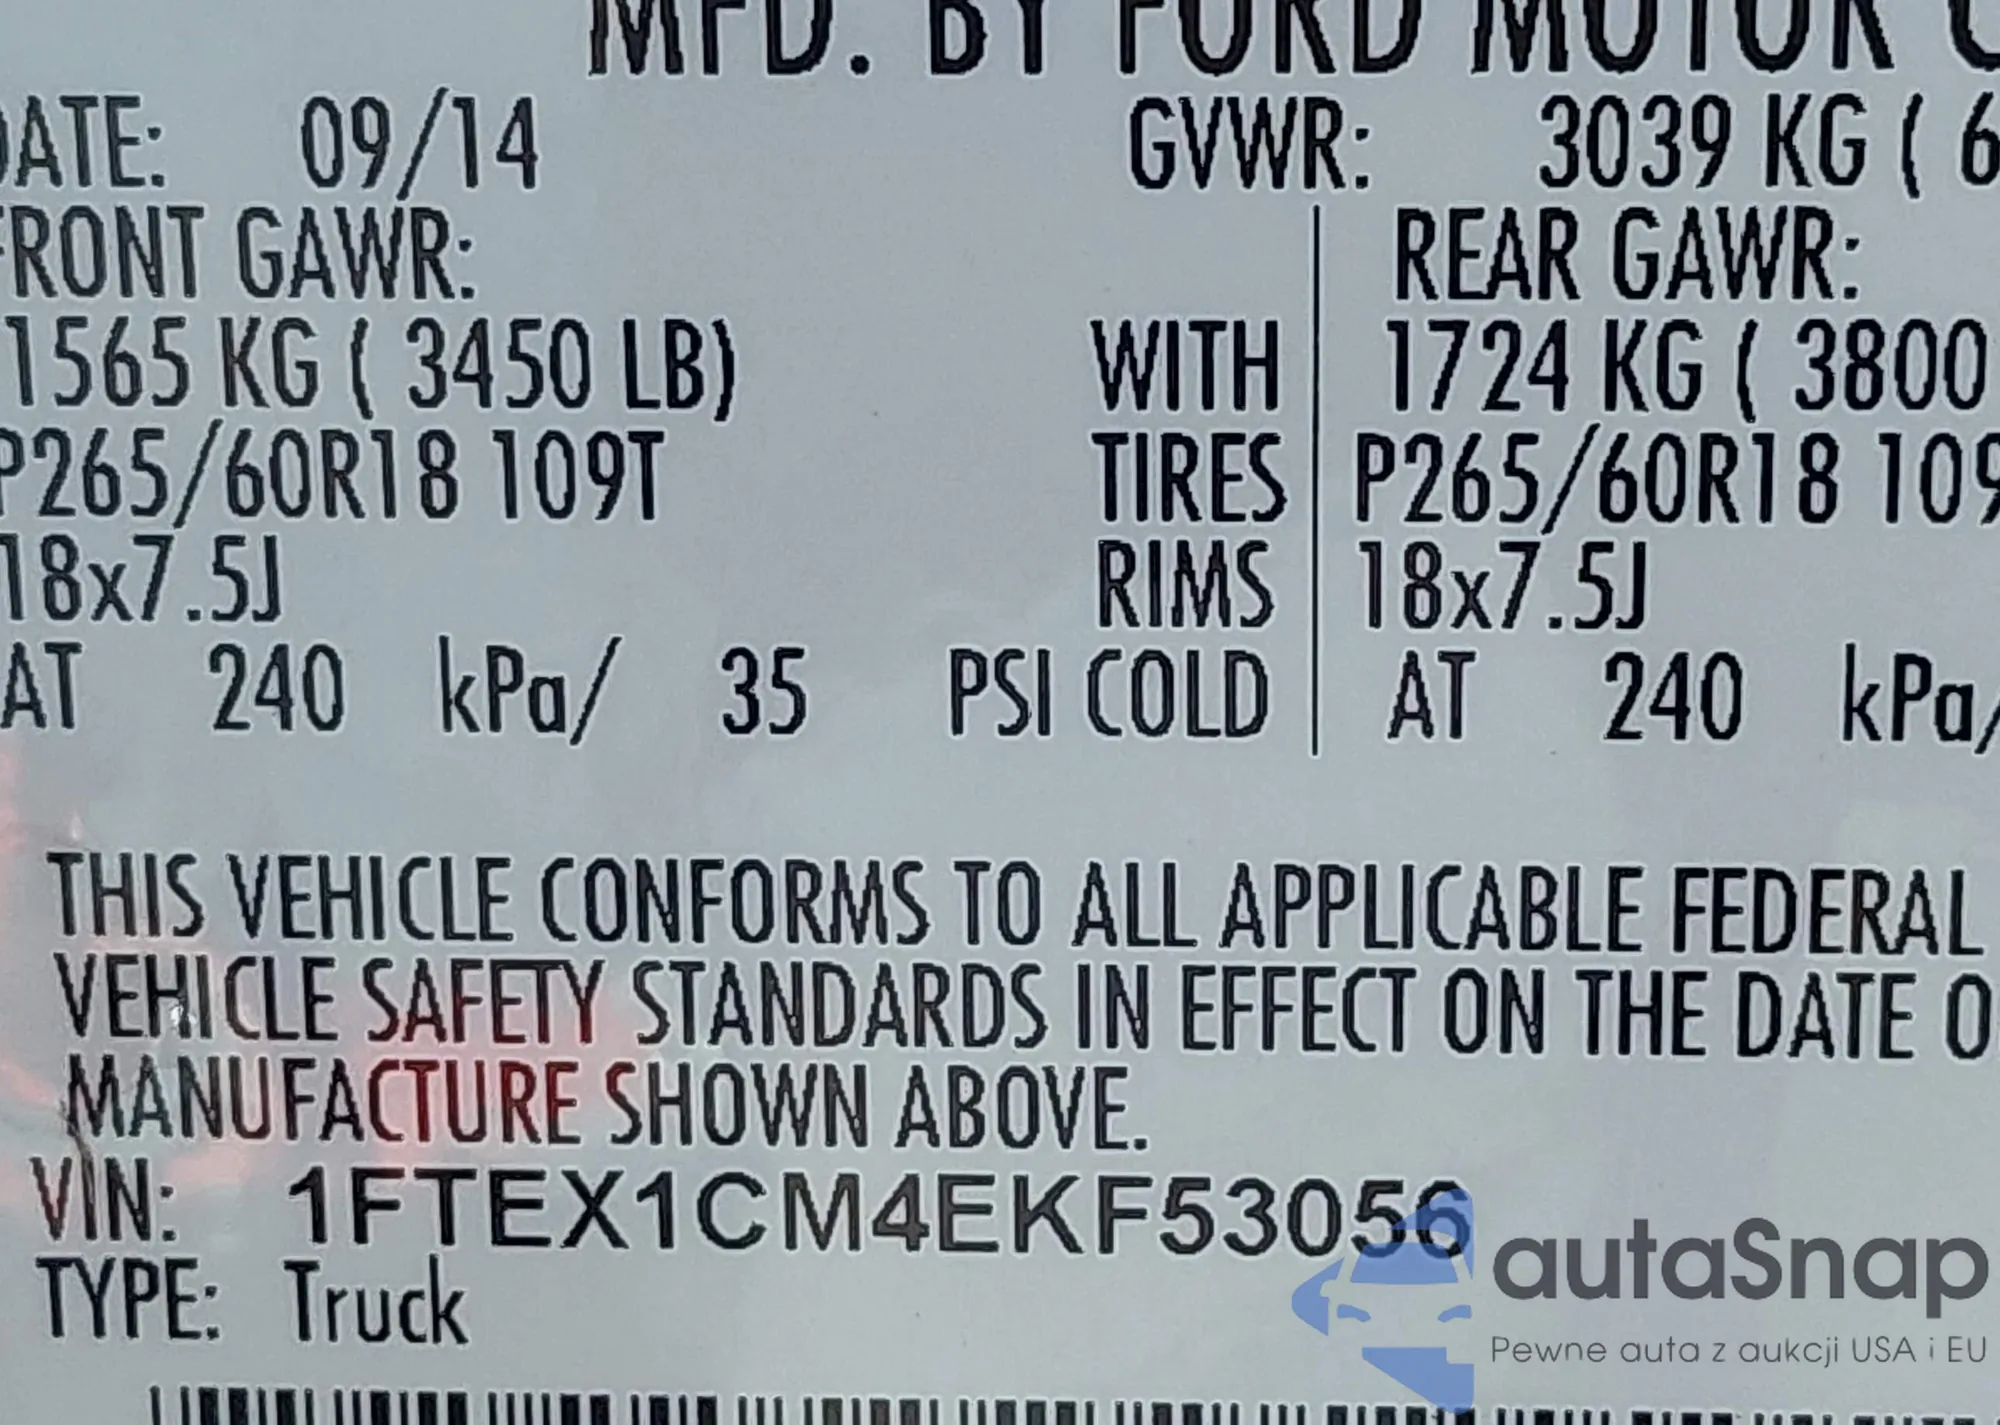 MFD. BY FORD MOTOR C
DATE: 09/14 GVWR: 3039 KG ( 6
FRONT GAWR: REAR GAWR:
1565 KG ( 3450 LB) WITH 1724 KG ( 3800
P265/60R18 109T TIRES P265/60R18 109
18x7.5J RIMS 18x7.5J
AT 240 kPa/ 35 PSI COLD AT 240 kPa/
THIS VEHICLE CONFORMS TO ALL APPLICABLE FEDERAL
VEHICLE SAFETY STANDARDS IN EFFECT ON THE DATE O
MANUFACTURE SHOWN ABOVE.
VIN: 1FTEX1CM4EKF53056
TYPE: Truck
autaSnap
Pewne auta z aukcji USA i EU